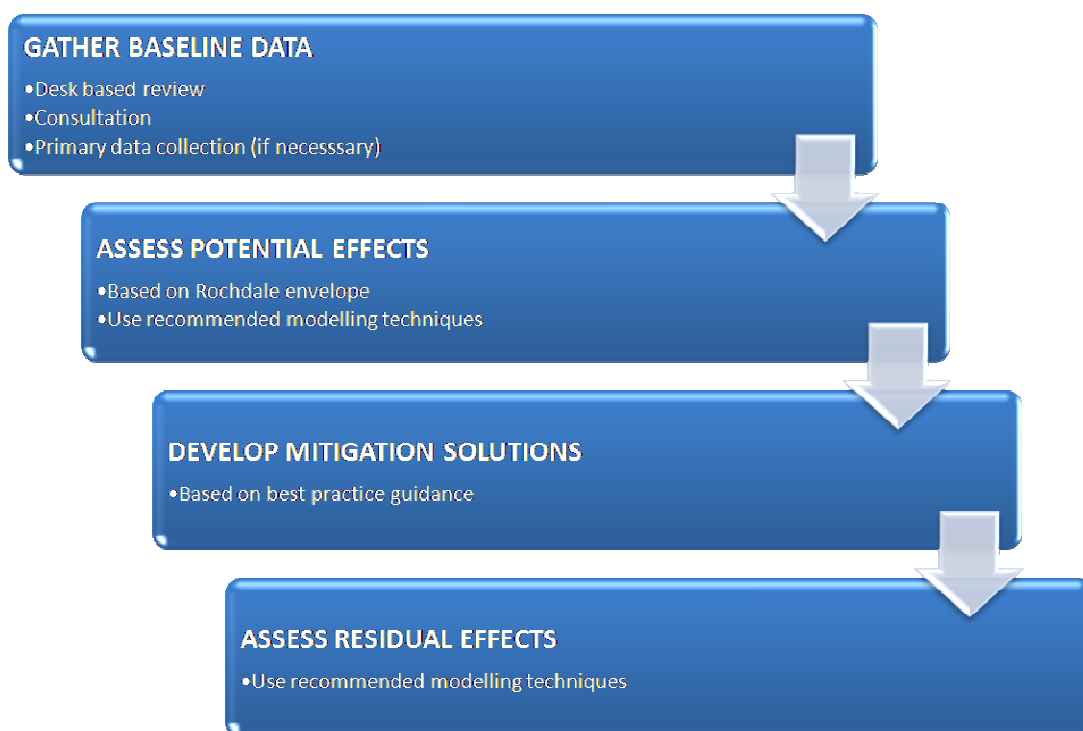 GATHER BASELINE DATA
•Desk based review
•Consultation
•Primary data collection (if necesssary)
ASSESS POTENTIAL EFFECTS
•Based on Rochdale envelope
•Use recommended modelling techniques
DEVELOP MITIGATION SOLUTIONS
•Based on best practice guidance
ASSESS RESIDUAL EFFECTS
•Use recommended modelling techniques